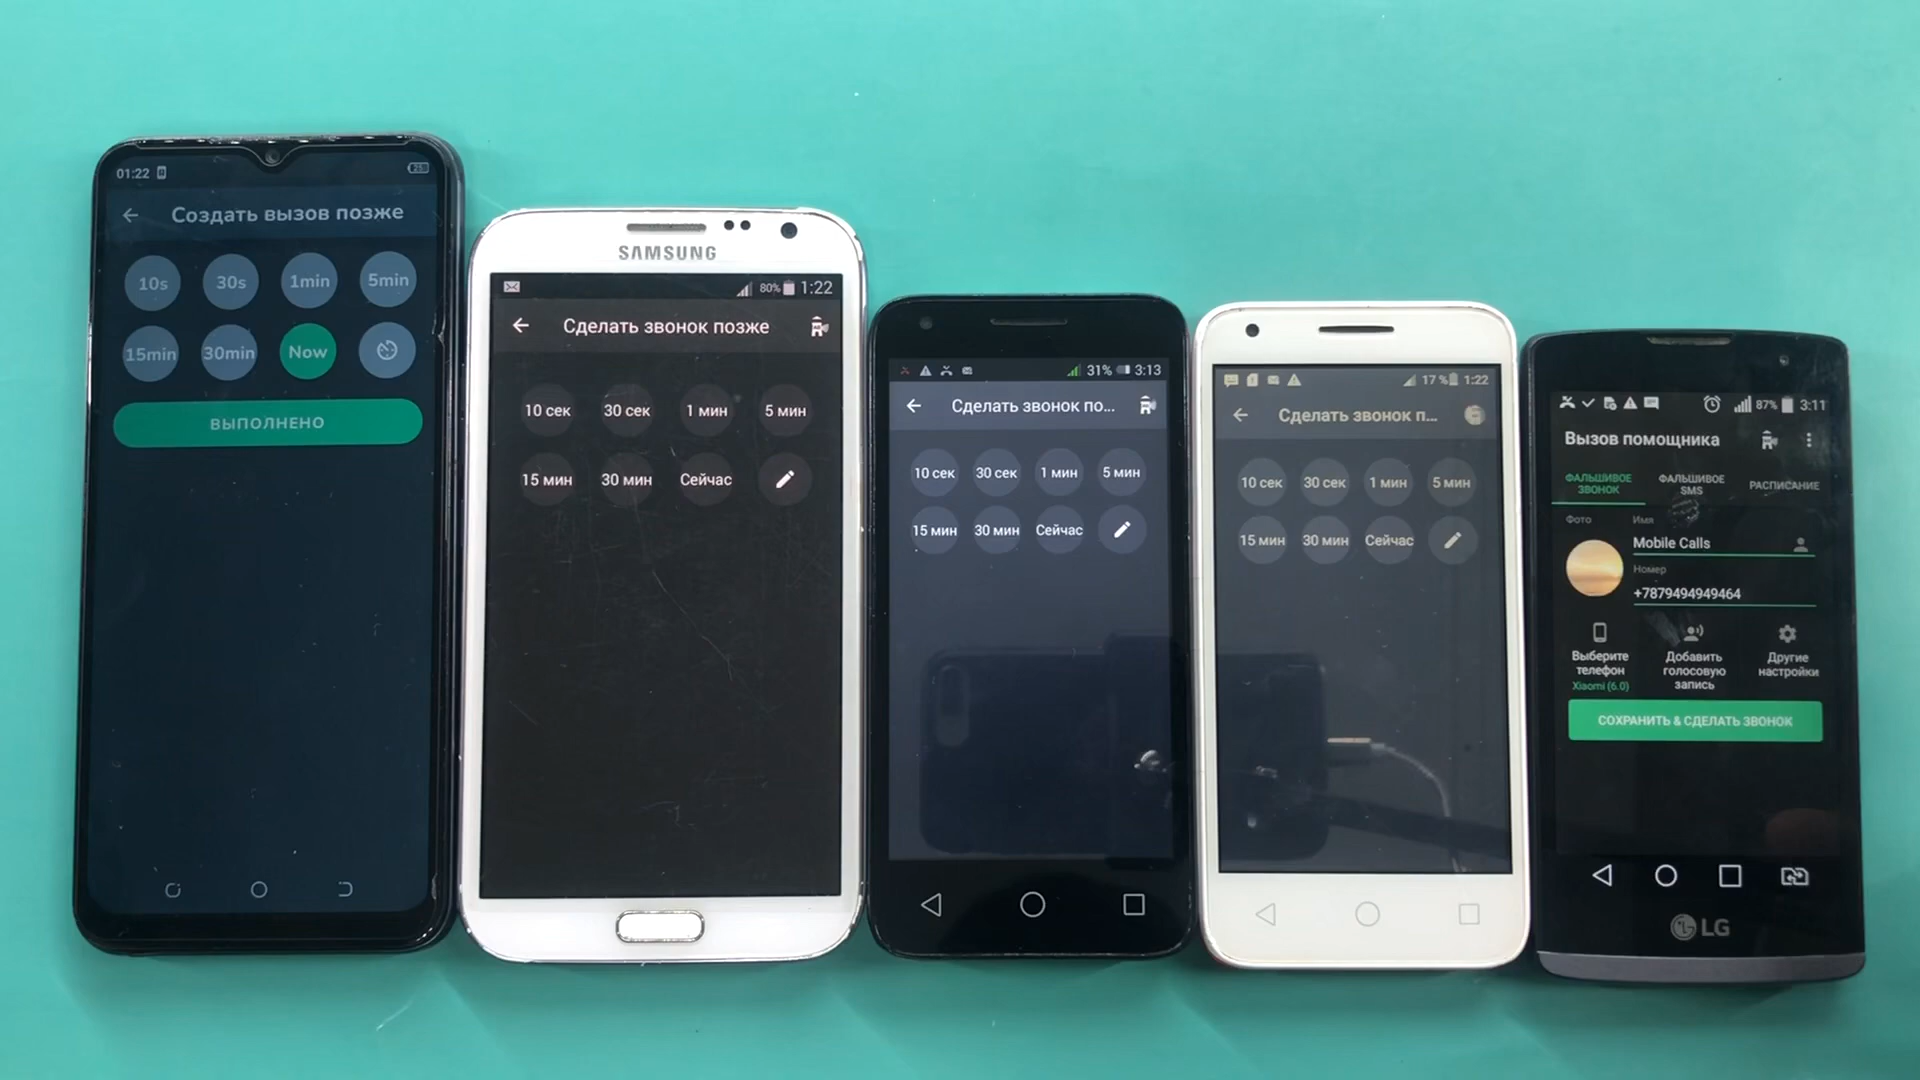 01:22
25
Создать вызов позже
10s 30s 1min 5min
15min 30min Now
ВЫПОЛНЕНО
SAMSUNG
80% 1:22
Сделать звонок позже
10 сек 30 сек 1 мин 5 мин
15 мин 30 мин Сейчас
31% 3:13
Сделать звонок по...
10 сек 30 сек 1 мин 5 мин
15 мин 30 мин Сейчас
17 % 1:22
Сделать звонок п...
10 сек 30 сек 1 мин 5 мин
15 мин 30 мин Сейчас
87% 3:11
Вызов помощника
ФАЛЬШИВОЕ ЗВОНОК
ФАЛЬШИВОЕ SMS
РАСПИСАНИЕ
Фото Имя
Mobile Calls
Номер
+7879494949464
Выберите телефон
Xiaomi (6.0)
Добавить голосовую запись
Другие настройки
СОХРАНИТЬ & СДЕЛАТЬ ЗВОНОК
LG